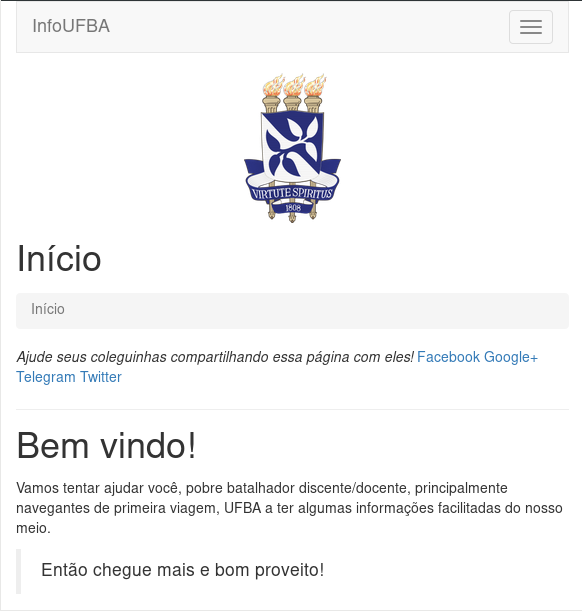 InfoUFBA
VIRTUTE SPIRITUS
1808
Início
Início
Ajude seus coleguinhas compartilhando essa página com eles! Facebook Google+
Telegram Twitter
Bem vindo!
Vamos tentar ajudar você, pobre batalhador discente/docente, principalmente
navegantes de primeira viagem, UFBA a ter algumas informações facilitadas do nosso
meio.
Então chegue mais e bom proveito!